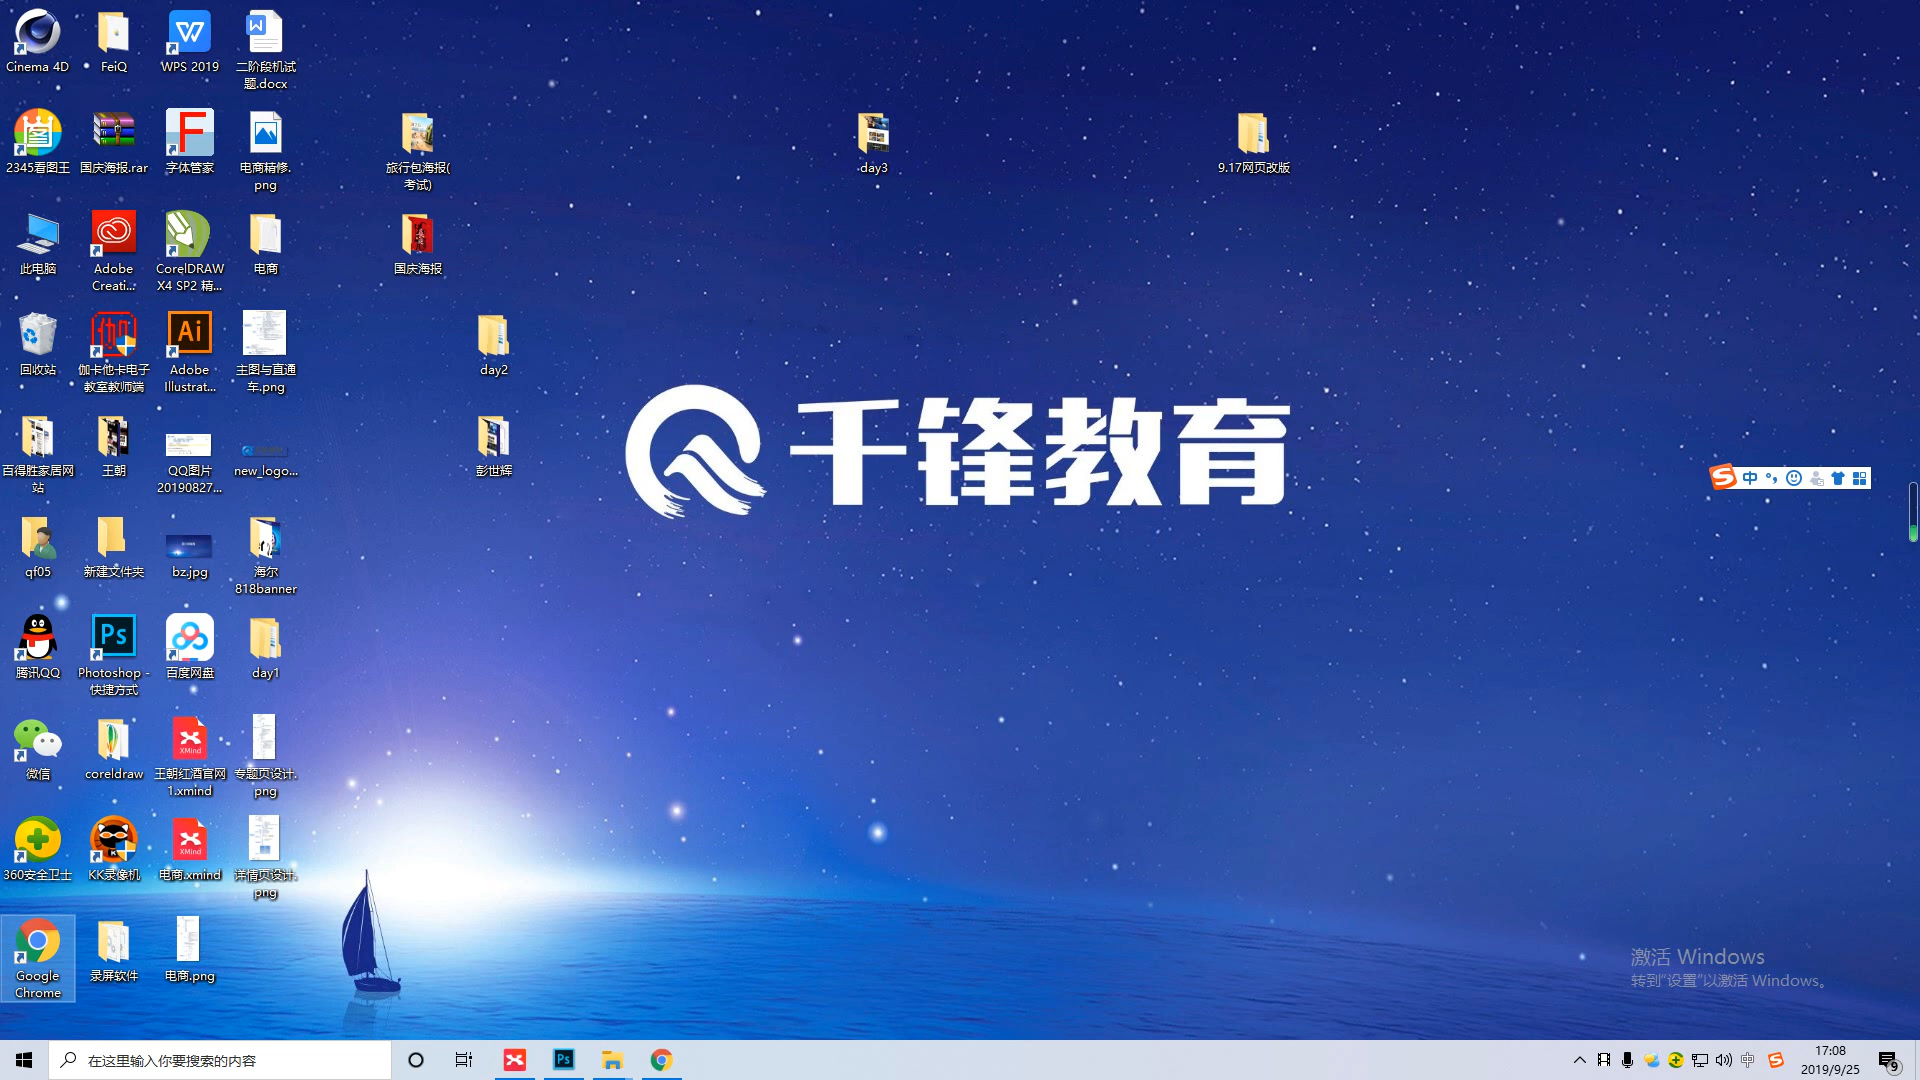 Cinema 4D
FeiQ
WPS 2019
二阶段机试
题.docx
2345看图王
国庆海报.rar
字体管家
电商精修.
png
旅行包海报(
考试)
day3
9.17网页改版
此电脑
Adobe
Creati...
CorelDRAW
X4 SP2 精...
电商
国庆海报
回收站
伽卡他卡电子
教室教师端
Ai
Adobe
Illustrat...
主图与直通
车.png
day2
百得胜家居网
站
王朝
QQ图片
20190827...
new_logo...
彭世辉
千锋教育
中
qf05
新建文件夹
bz.jpg
海尔
818banner
腾讯QQ
Ps
Photoshop -
快捷方式
百度网盘
day1
微信
coreldraw
XMind
王朝红酒官网
1.xmind
专题页设计.
png
360安全卫士
KK录像机
XMind
电商.xmind
详情页设计.
png
Google
Chrome
录屏软件
电商.png
激活 Windows
转到"设置"以激活 Windows。
在这里输入你要搜索的内容
Ps
中
17:08
2019/9/25
9